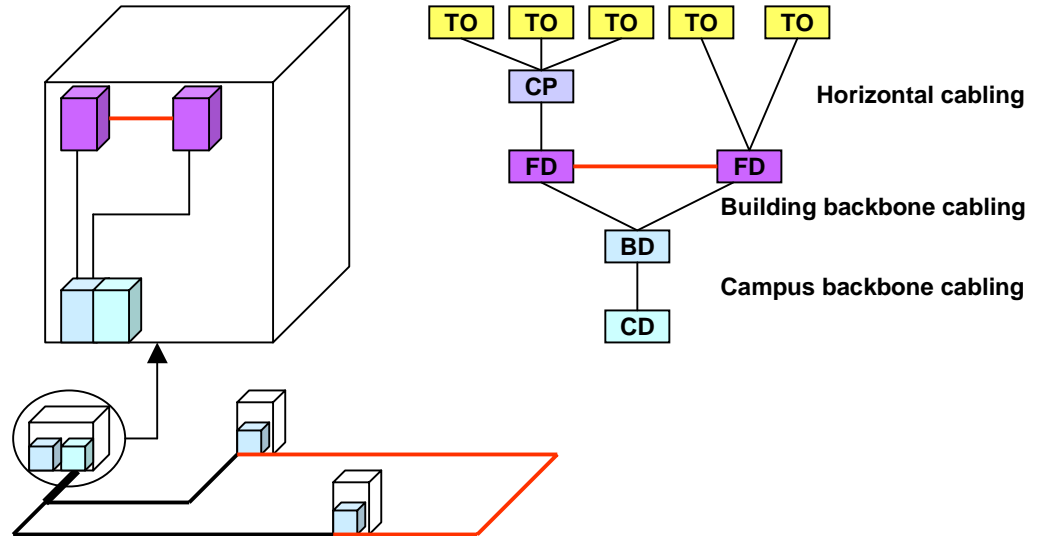 TO TO TO TO TO
CP
Horizontal cabling
FD FD
Building backbone cabling
BD
Campus backbone cabling
CD